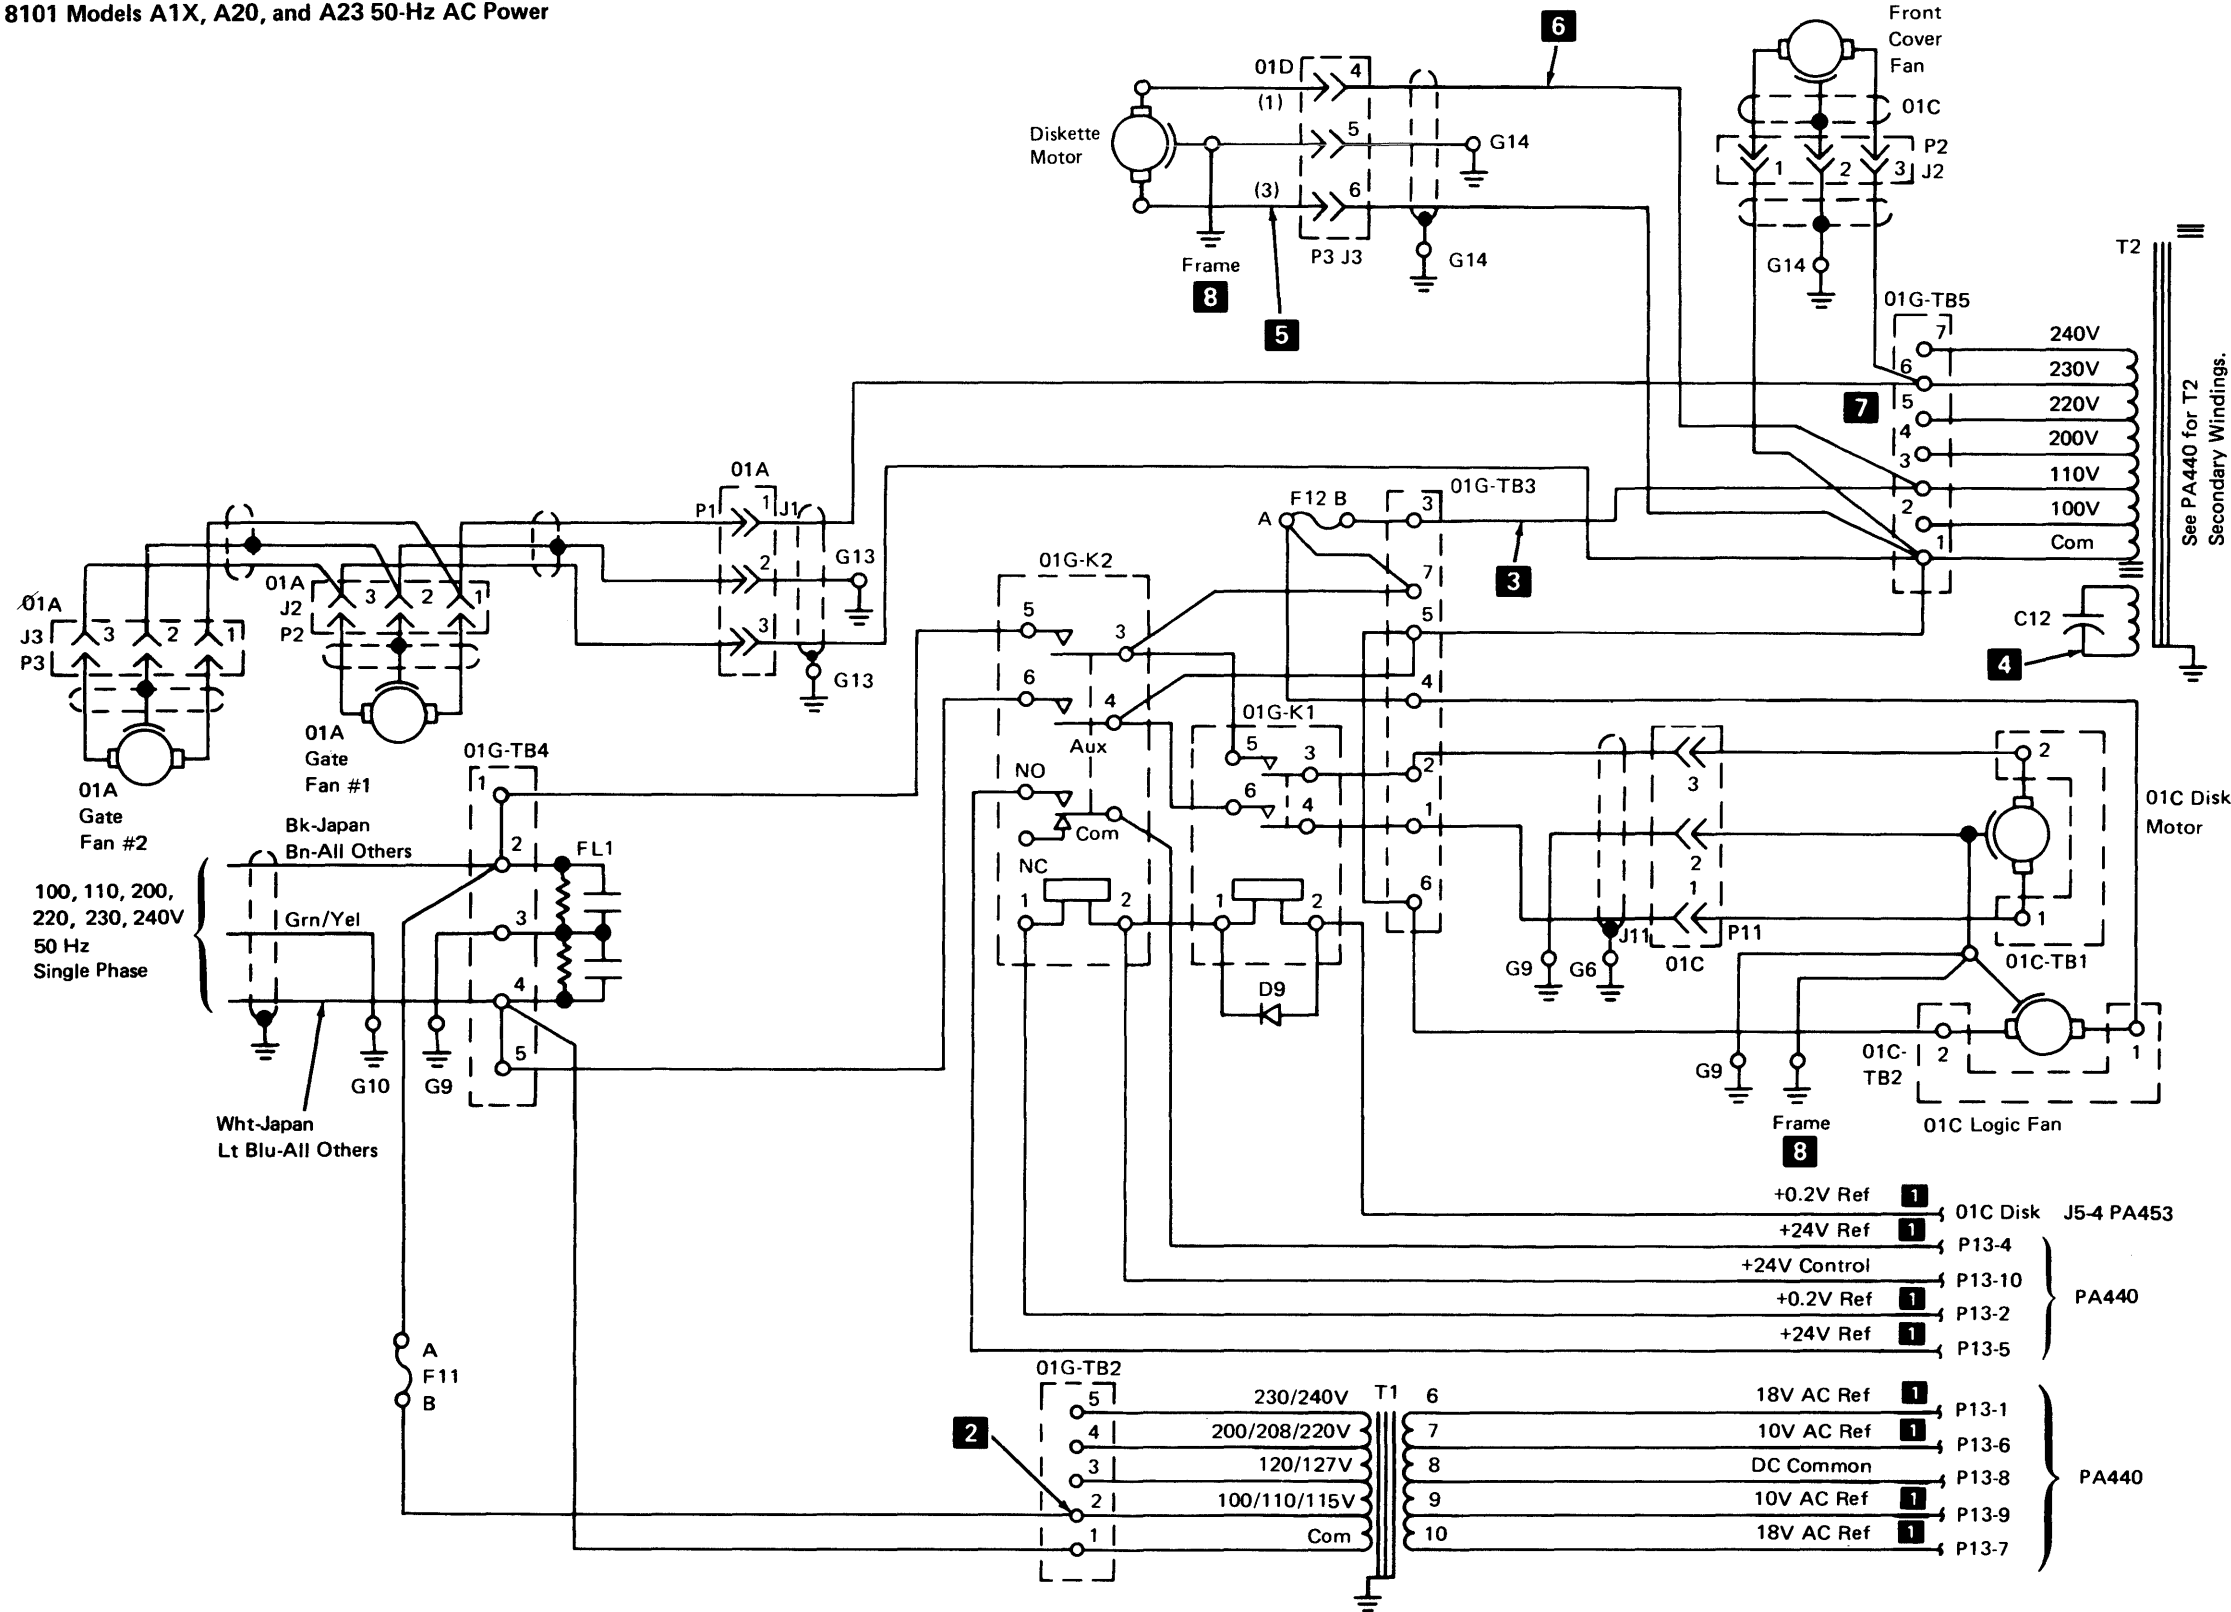 8101 Models A1X, A20, and A23 50-Hz AC Power
6
Front
Cover
Fan
01D
4
(1)
01C
Diskette
Motor
5
G14
P2
1
2
3
J2
(3)
6
P3 J3
G14
Frame
8
5
G14
T2
01G-TB5
7
240V
6
230V
7
5
220V
4
200V
3
110V
2
100V
1
Com
See PA440 for T2
Secondary Windings.
01A
P1
1
J1
2
G13
3
G13
F12 B
A
3
01G-TB3
3
7
5
4
2
1
6
C12
4
01A
J3
3
2
1
P3
01A
J2
3
2
1
P2
01A
Gate
Fan #1
01A
Gate
Fan #2
01G-K2
5
3
6
4
Aux
NO
Com
NC
1
2
01G-K1
5
3
6
4
1
2
D9
01G-TB4
1
2
3
4
5
FL1
Bk-Japan
Bn-All Others
100, 110, 200,
220, 230, 240V
50 Hz
Single Phase
Grn/Yel
G10
G9
Wht-Japan
Lt Blu-All Others
3
2
1
J11
P11
01C
G9
G6
2
01C Disk
Motor
1
01C-TB1
G9
01C-
TB2
2
1
Frame
8
01C Logic Fan
+0.2V Ref
1
01C Disk
J5-4 PA453
+24V Ref
1
P13-4
+24V Control
P13-10
+0.2V Ref
1
P13-2
PA440
+24V Ref
1
P13-5
A
F11
B
01G-TB2
2
5
230/240V
T1
6
18V AC Ref
1
P13-1
4
200/208/220V
7
10V AC Ref
1
P13-6
3
120/127V
8
DC Common
P13-8
PA440
2
100/110/115V
9
10V AC Ref
1
P13-9
1
Com
10
18V AC Ref
1
P13-7